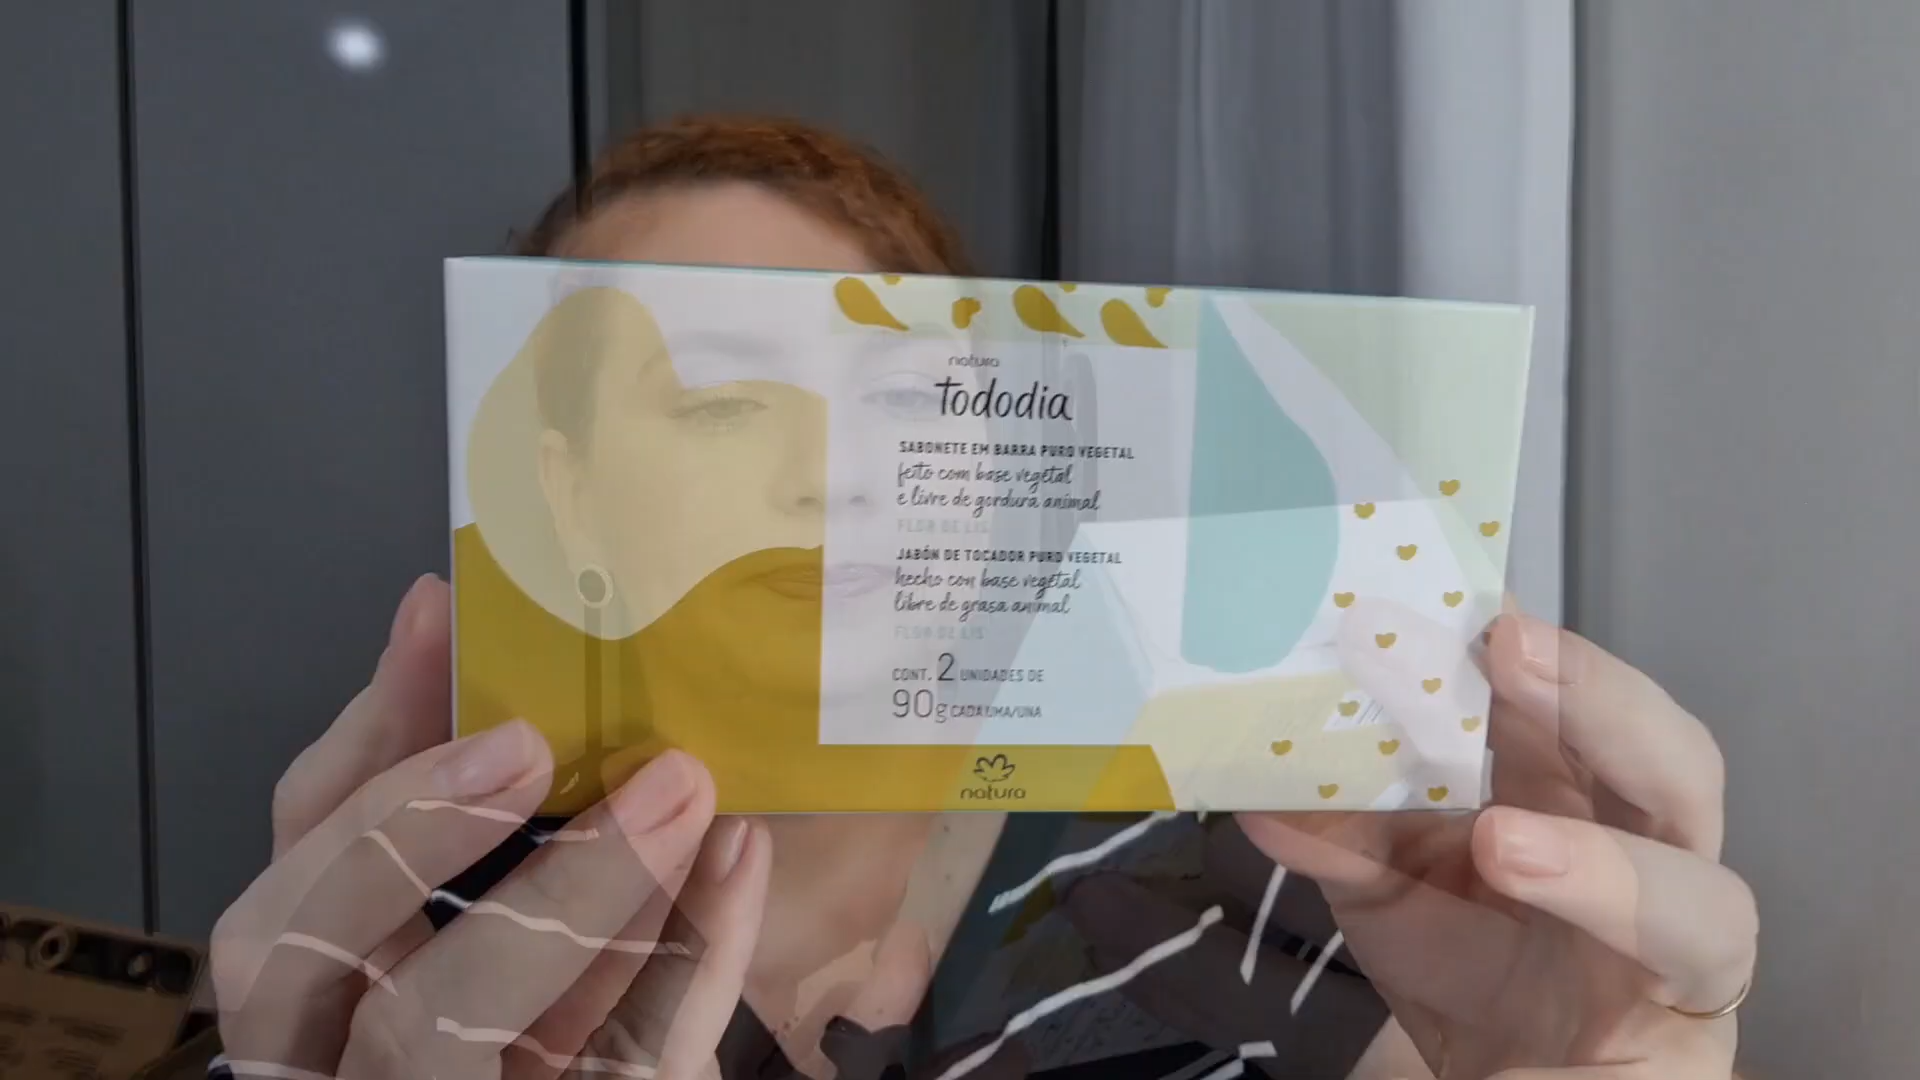 natura
Tododia
SABONETE EM BARRA PURO VEGETAL
feito com base vegetal
e livre de gordura animal
FLOR DE LIS
JABÓN DE TOCADOR PURO VEGETAL
hecho con base vegetal
libre de grasa animal
FLOR DE LIS
CONT. 2 UNIDADES DE
90g CADA UMA/UNA
natura